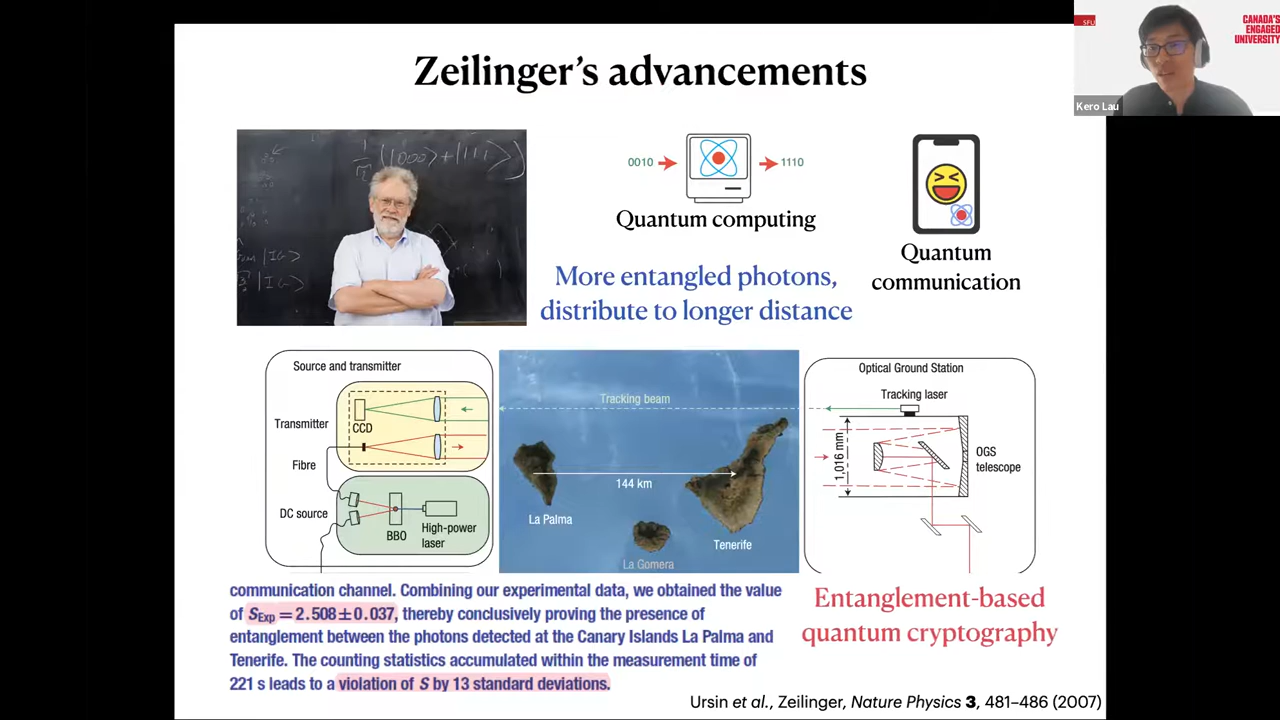 Zeilinger's advancements
SFU
CANADA'S
ENGAGED
UNIVERSITY
Kero Lau
0010
1110
Quantum computing
Quantum
communication
More entangled photons,
distribute to longer distance
Source and transmitter
Transmitter
CCD
Fibre
DC source
BBO
High-power
laser
Tracking beam
144 km
La Palma
La Gomera
Tenerife
Optical Ground Station
Tracking laser
1,016 mm
OGS
telescope
communication channel. Combining our experimental data, we obtained the value
of S_Exp = 2.508 ± 0.037, thereby conclusively proving the presence of
entanglement between the photons detected at the Canary Islands La Palma and
Tenerife. The counting statistics accumulated within the measurement time of
221 s leads to a violation of S by 13 standard deviations.
Entanglement-based
quantum cryptography
Ursin et al., Zeilinger, Nature Physics 3, 481–486 (2007)